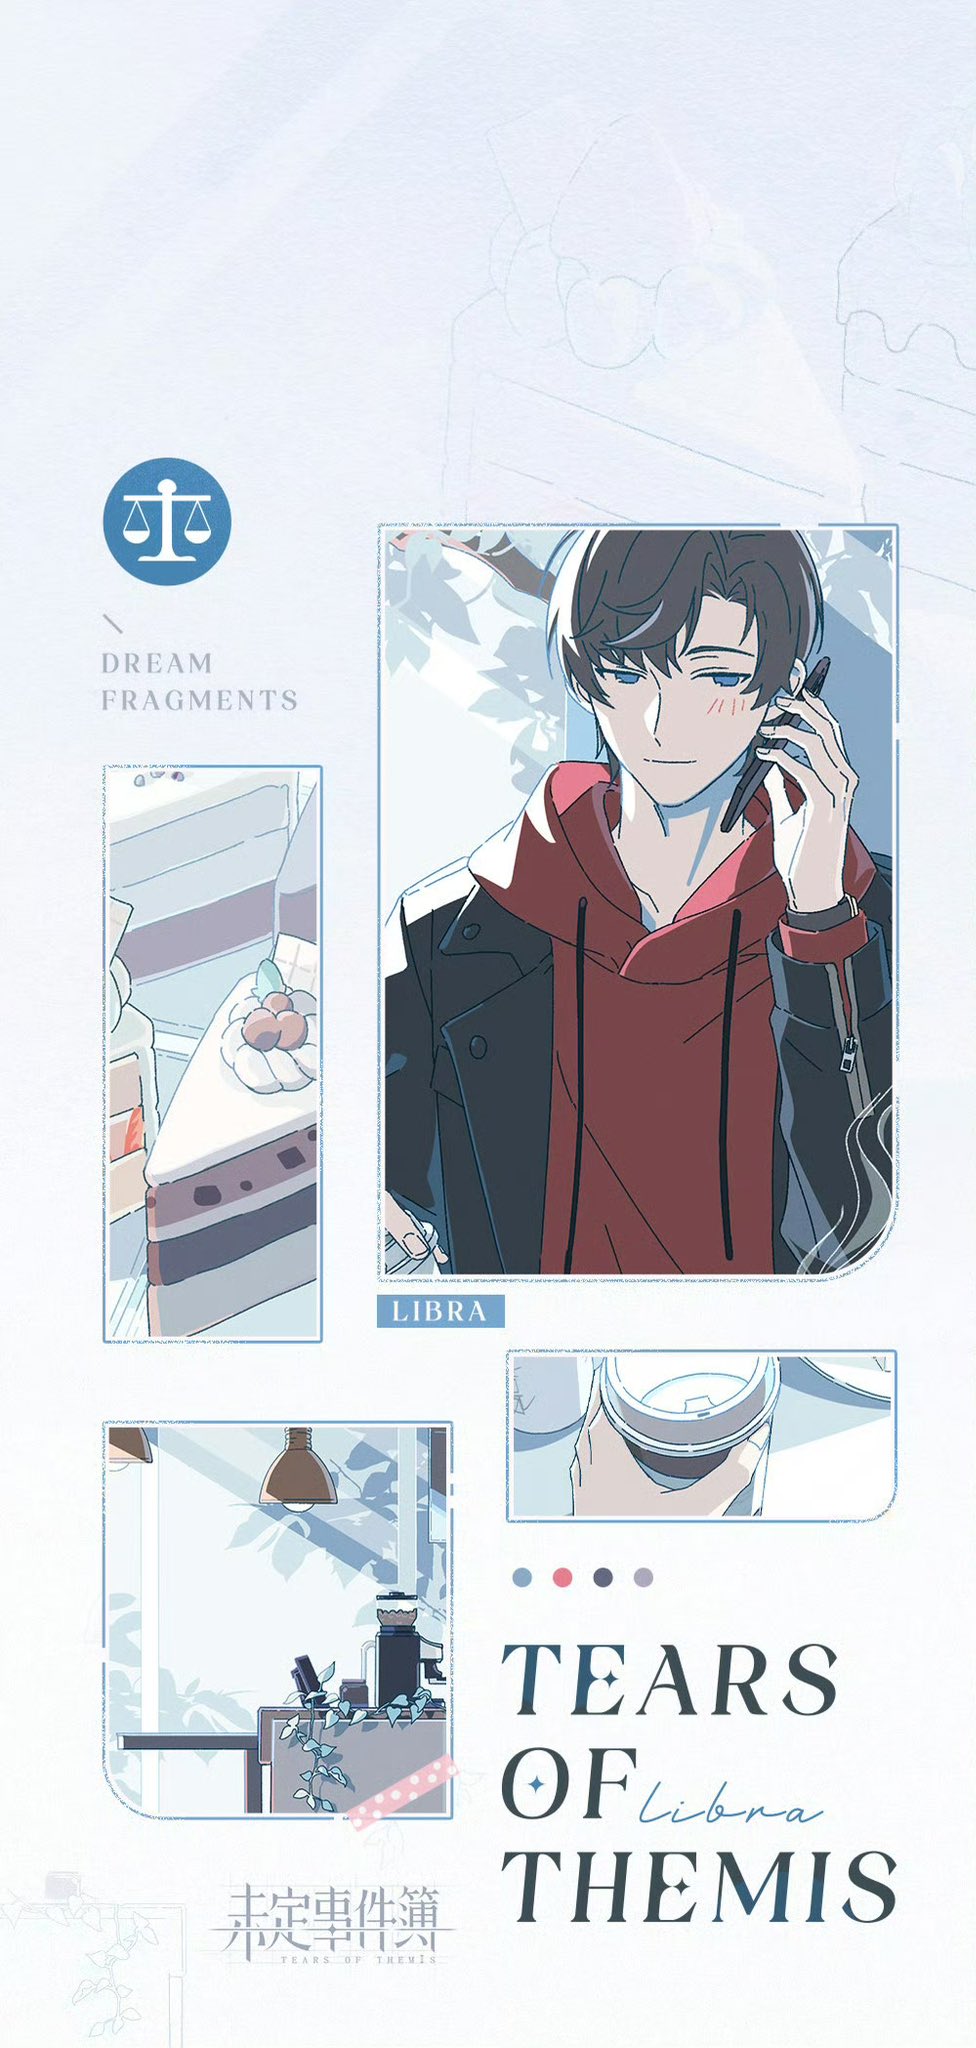 DREAM
FRAGMENTS
LIBRA
TEARS
OF Libra
THEMIS
未定事件簿
TEARS OF THEMIS